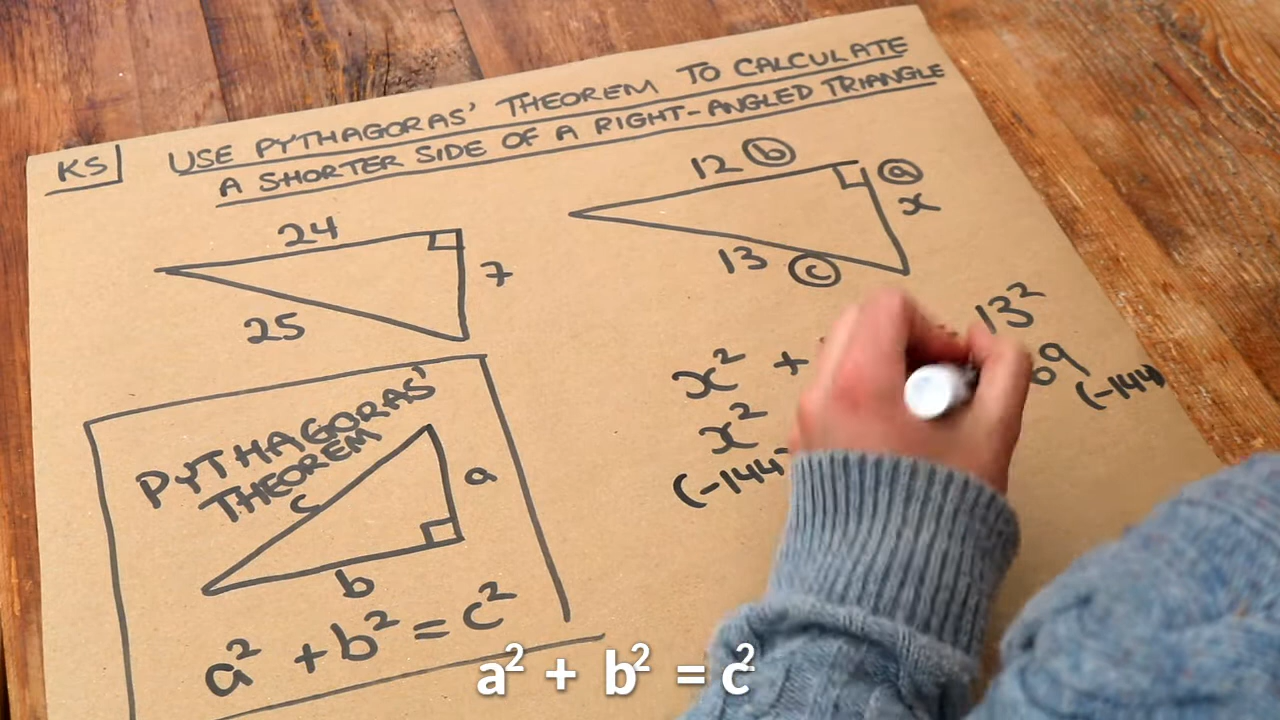 KS
USE PYTHAGORAS' THEOREM TO CALCULATE
A SHORTER SIDE OF A RIGHT-ANGLED TRIANGLE
24
7
25
12 b
a
x
13 c
x² + 13²
x² 69 (-144)
(-144
PYTHAGORAS'
THEOREM
c
a
b
a² + b² = c²
a² + b² = c²